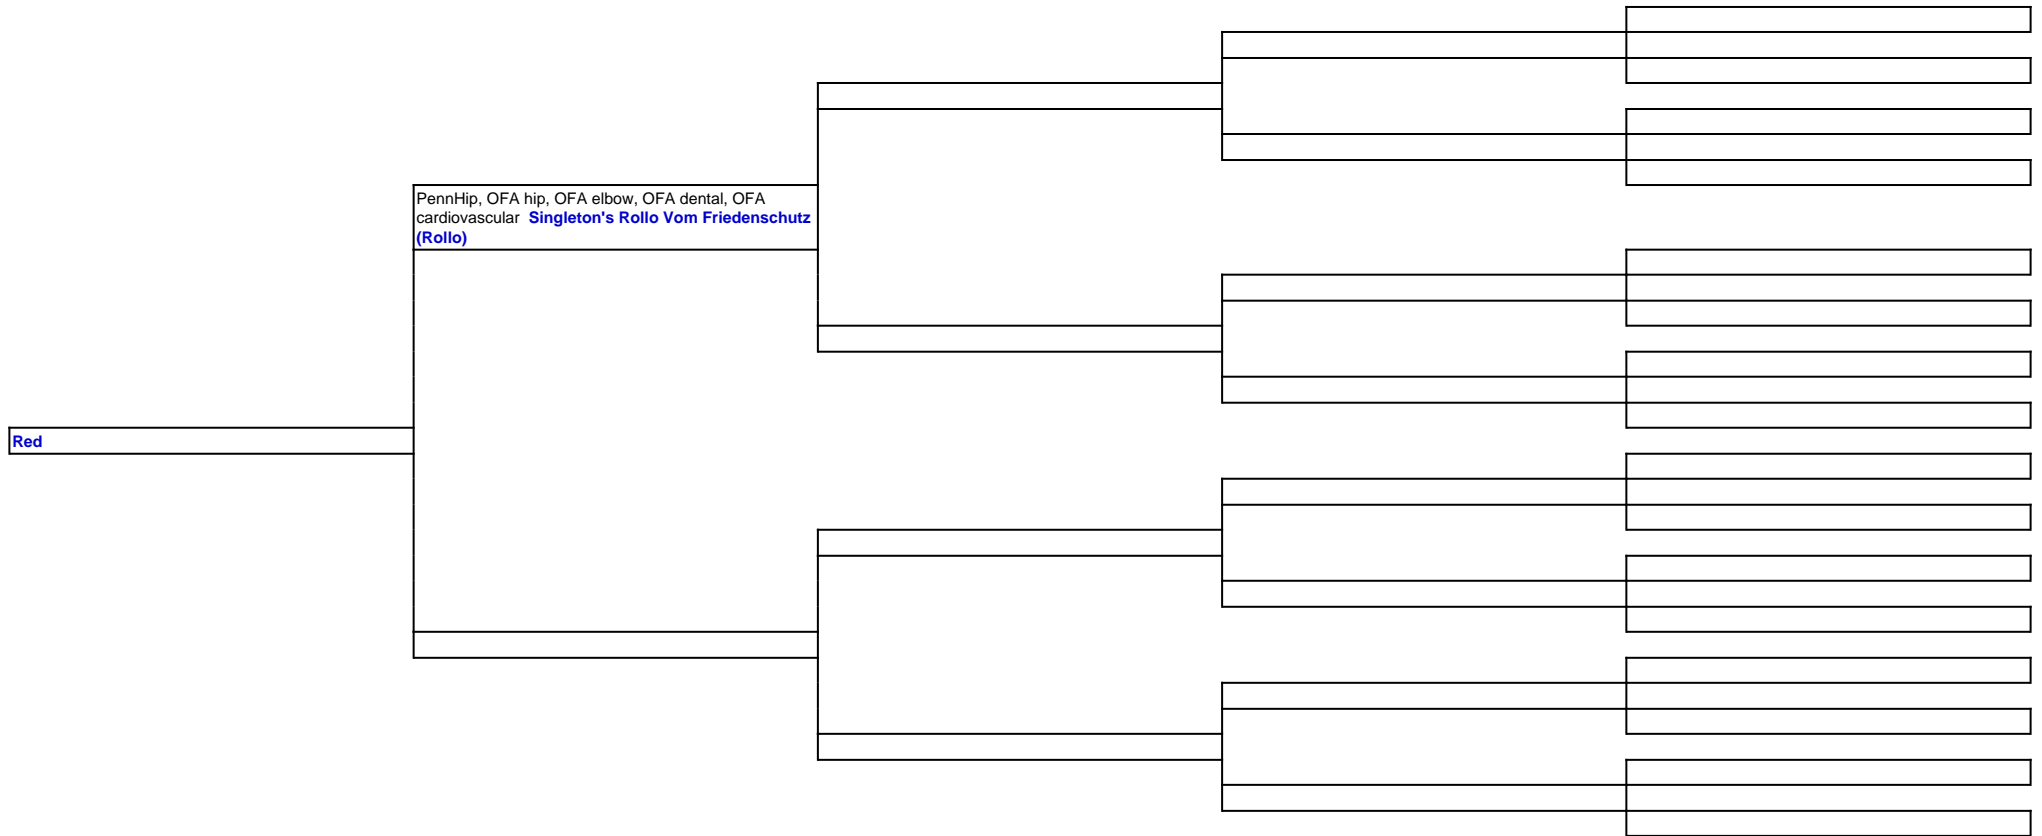 PennHip, OFA hip, OFA elbow, OFA dental, OFA
cardiovascular  Singleton's Rollo Vom Friedenschutz
(Rollo)
Red